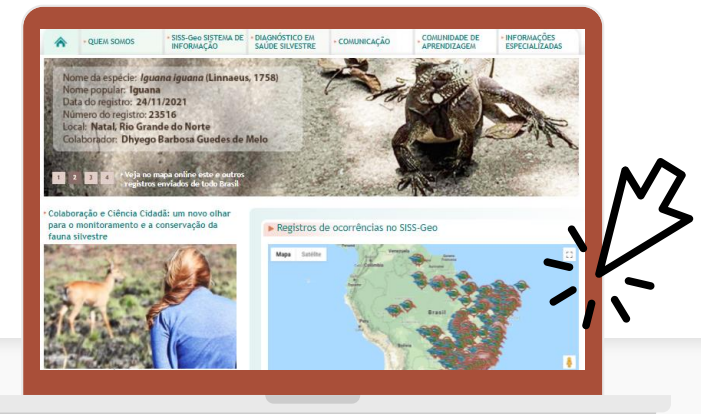 QUEM SOMOS
SISS-Geo SISTEMA DE
INFORMAÇÃO
DIAGNÓSTICO EM
SAÚDE SILVESTRE
COMUNICAÇÃO
COMUNIDADE DE
APRENDIZAGEM
INFORMAÇÕES
ESPECIALIZADAS
Nome da espécie: Iguana iguana (Linnaeus, 1758)
Nome popular: Iguana
Data do registro: 24/11/2021
Número do registro: 23516
Local: Natal, Rio Grande do Norte
Colaborador: Dhyego Barbosa Guedes de Melo
1 2 3 4
Veja no mapa online este e outros
registros enviados de todo Brasil
Colaboração e Ciência Cidadã: um novo olhar
para o monitoramento e a conservação da
fauna silvestre
Registros de ocorrências no SISS-Geo
Mapa Satélite
Venezuela
Colombia
Brasil
Bolivia